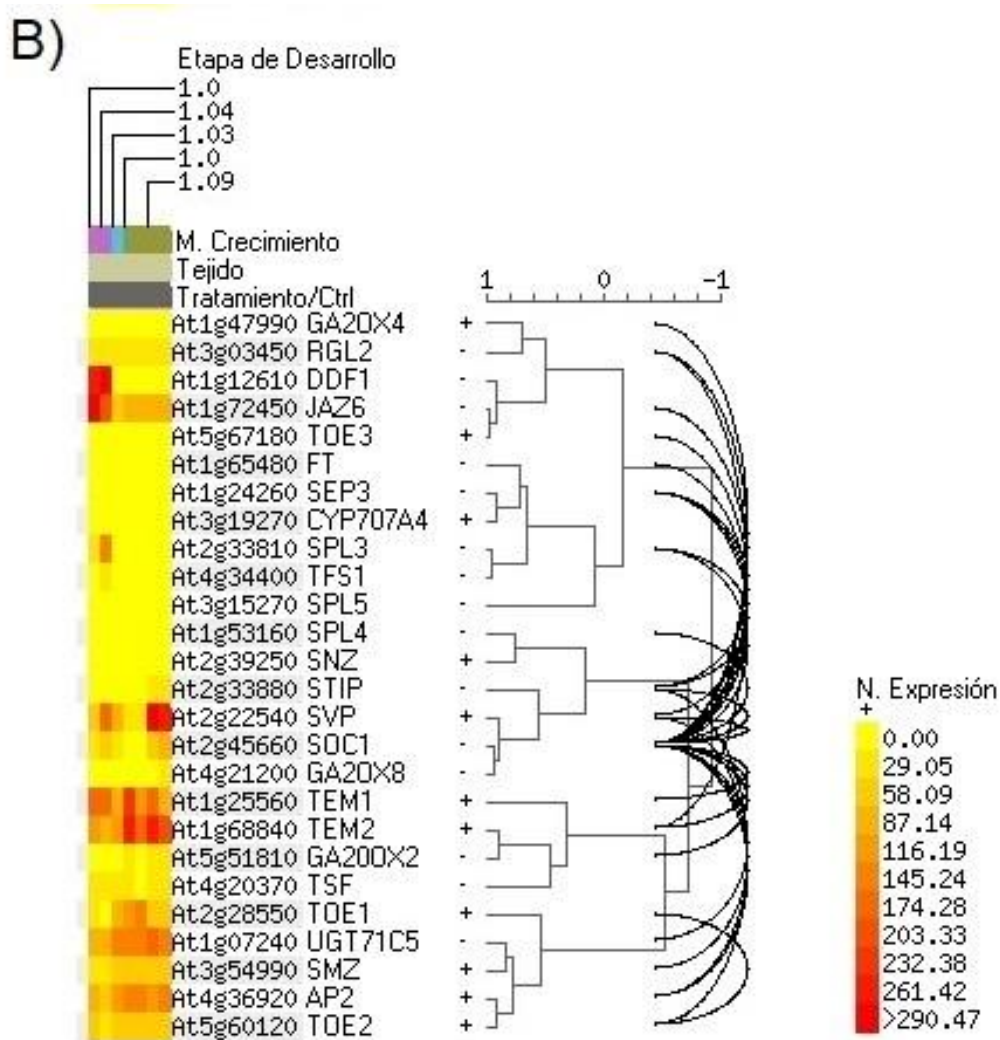 B)
Etapa de Desarrollo
1.0
1.04
1.03
1.0
1.09
M. Crecimiento
Tejido
Tratamiento/Ctrl
1 0 -1
At1g47990 GA2OX4 +
At3g03450 RGL2 -
At1g12610 DDF1 -
At1g72450 JAZ6 -
At5g67180 TOE3 +
At1g65480 FT -
At1g24260 SEP3 -
At3g19270 CYP707A4 +
At2g33810 SPL3 -
At4g34400 TFS1 -
At3g15270 SPL5 -
At1g53160 SPL4 -
At2g39250 SNZ +
At2g33880 STIP -
At2g22540 SVP +
At2g45660 SOC1 -
At4g21200 GA2OX8 -
At1g25560 TEM1 +
At1g68840 TEM2 +
At5g51810 GA20OX2 -
At4g20370 TSF -
At2g28550 TOE1 +
At1g07240 UGT71C5 -
At3g54990 SMZ +
At4g36920 AP2 +
At5g60120 TOE2 +
N. Expresión
+
0.00
29.05
58.09
87.14
116.19
145.24
174.28
203.33
232.38
261.42
>290.47